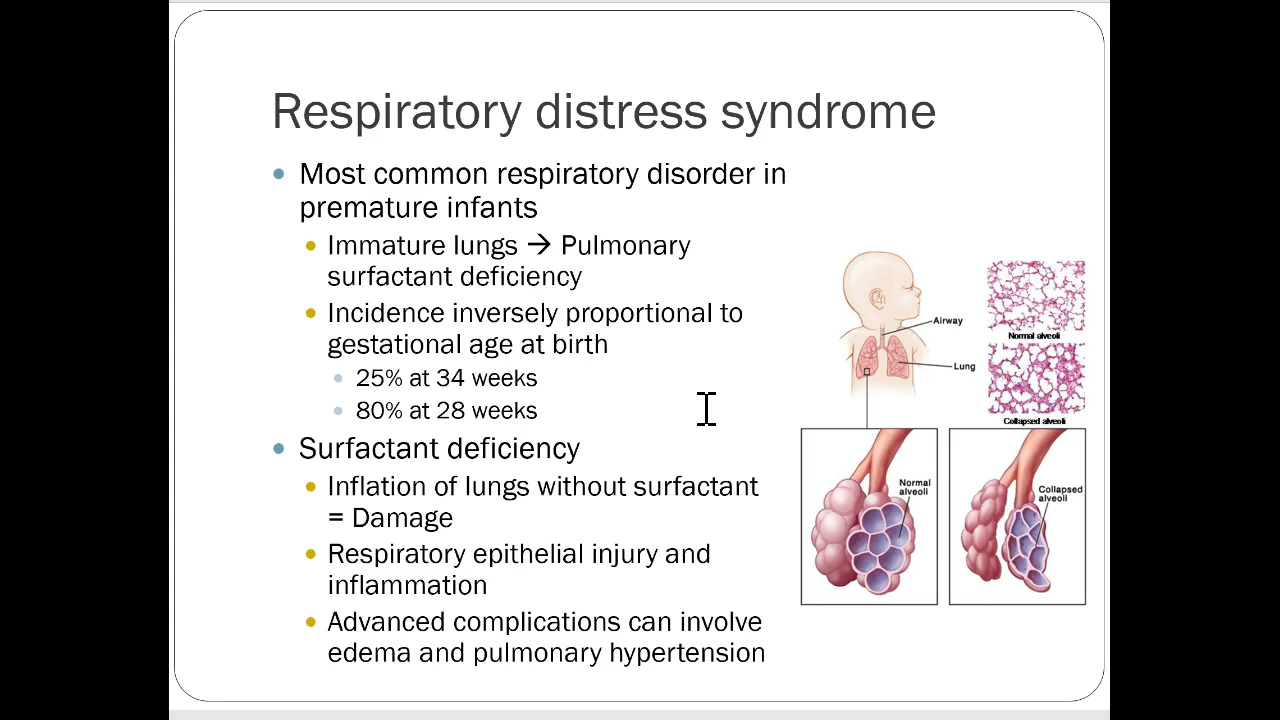 Respiratory distress syndrome
• Most common respiratory disorder in
premature infants
• Immature lungs → Pulmonary
surfactant deficiency
• Incidence inversely proportional to
gestational age at birth
• 25% at 34 weeks
• 80% at 28 weeks
• Surfactant deficiency
• Inflation of lungs without surfactant
= Damage
• Respiratory epithelial injury and
inflammation
• Advanced complications can involve
edema and pulmonary hypertension
Airway
Lung
Normal alveoli
Collapsed alveoli
Normal
alveoli
Collapsed
alveoli